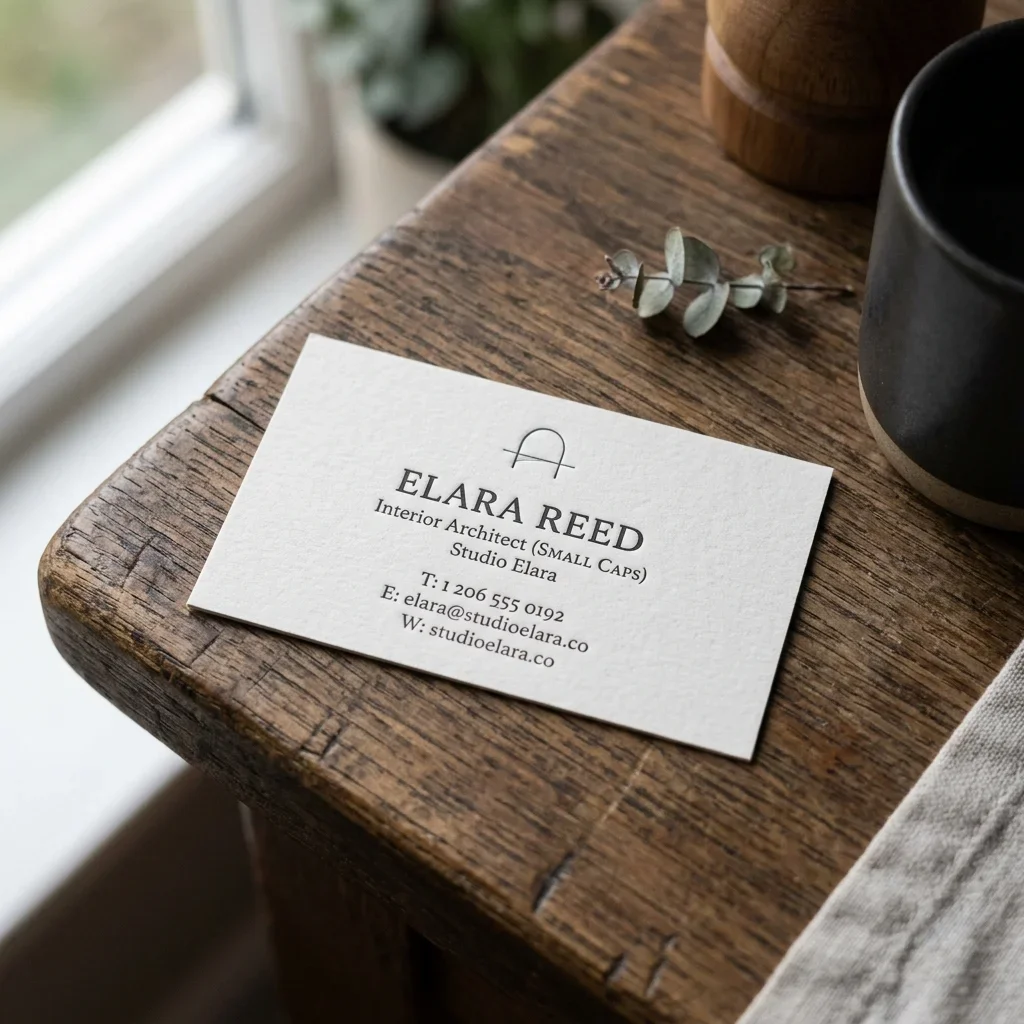 ELARA REED
Interior Architect (Small Caps)
Studio Elara
T: 1 206 555 0192
E: elara@studioelara.co
W: studioelara.co